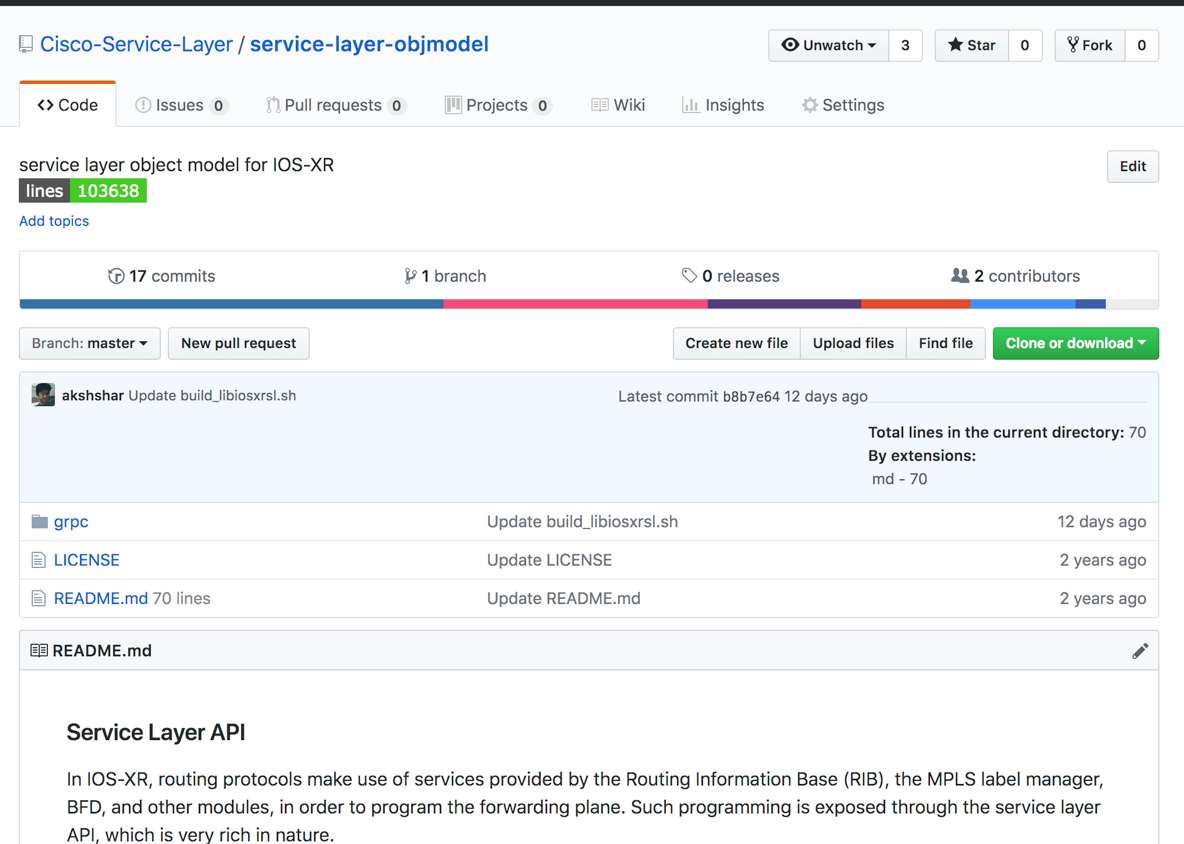 Cisco-Service-Layer / service-layer-objmodel
Unwatch 3 Star 0 Fork 0
Code Issues 0 Pull requests 0 Projects 0 Wiki Insights Settings
service layer object model for IOS-XR
Edit
lines 103638
Add topics
17 commits 1 branch 0 releases 2 contributors
Branch: master New pull request Create new file Upload files Find file Clone or download
akshshar Update build_libiosxrsl.sh Latest commit b8b7e64 12 days ago
Total lines in the current directory: 70
By extensions:
md - 70
grpc Update build_libiosxrsl.sh 12 days ago
LICENSE Update LICENSE 2 years ago
README.md 70 lines Update README.md 2 years ago
README.md
Service Layer API
In IOS-XR, routing protocols make use of services provided by the Routing Information Base (RIB), the MPLS label manager,
BFD, and other modules, in order to program the forwarding plane. Such programming is exposed through the service layer
API, which is very rich in nature.